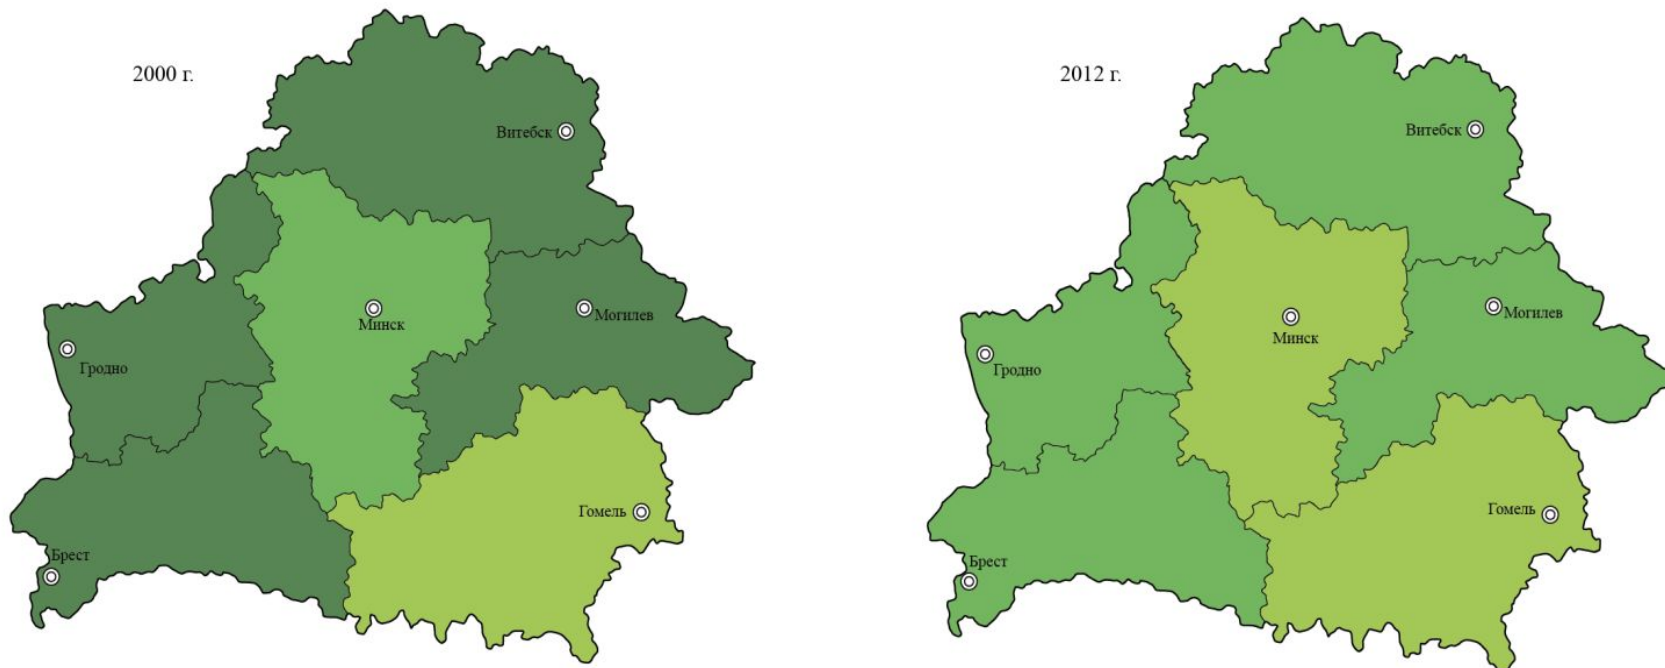 2000 г.
Витебск
Минск
Могилев
Гродно
Гомель
Брест
2012 г.
Витебск
Могилев
Минск
Гродно
Гомель
Брест